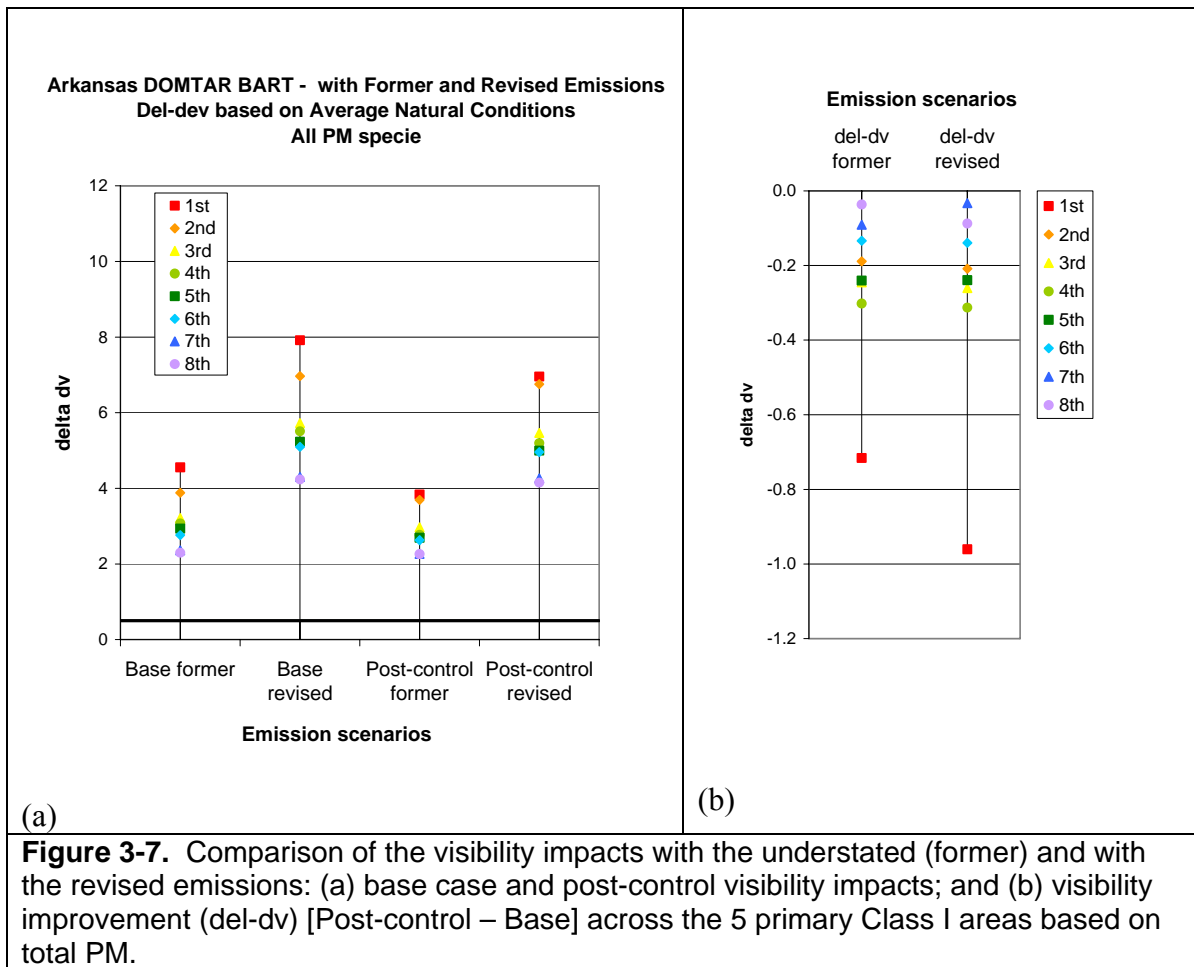 Arkansas DOMTAR BART - with Former and Revised Emissions
Del-dev based on Average Natural Conditions
All PM specie
12
10
8
6
4
2
0
delta dv
1st
2nd
3rd
4th
5th
6th
7th
8th
Base former
Base revised
Post-control former
Post-control revised
Emission scenarios
(a)
Emission scenarios
del-dv former
del-dv revised
0.0
-0.2
-0.4
-0.6
-0.8
-1.0
-1.2
delta dv
1st
2nd
3rd
4th
5th
6th
7th
8th
(b)
Figure 3-7. Comparison of the visibility impacts with the understated (former) and with
the revised emissions: (a) base case and post-control visibility impacts; and (b) visibility
improvement (del-dv) [Post-control – Base] across the 5 primary Class I areas based on
total PM.